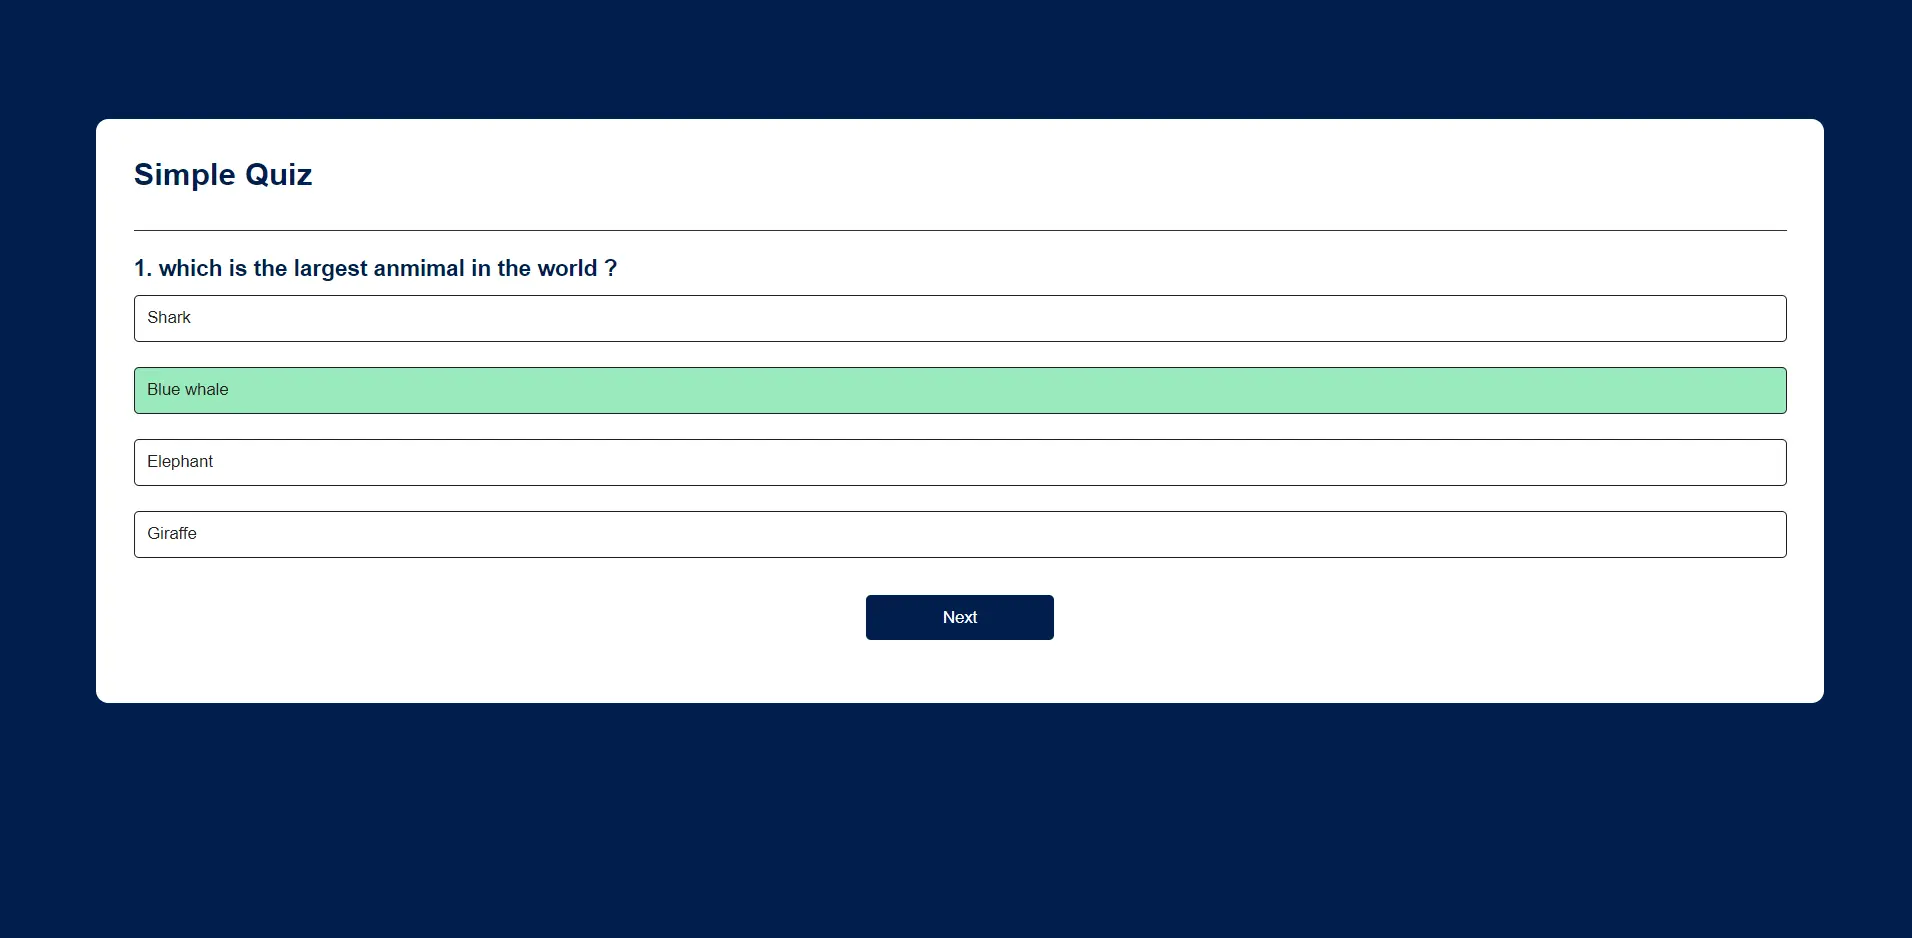 Simple Quiz
1. which is the largest anmimal in the world ?
Shark
Blue whale
Elephant
Giraffe
Next